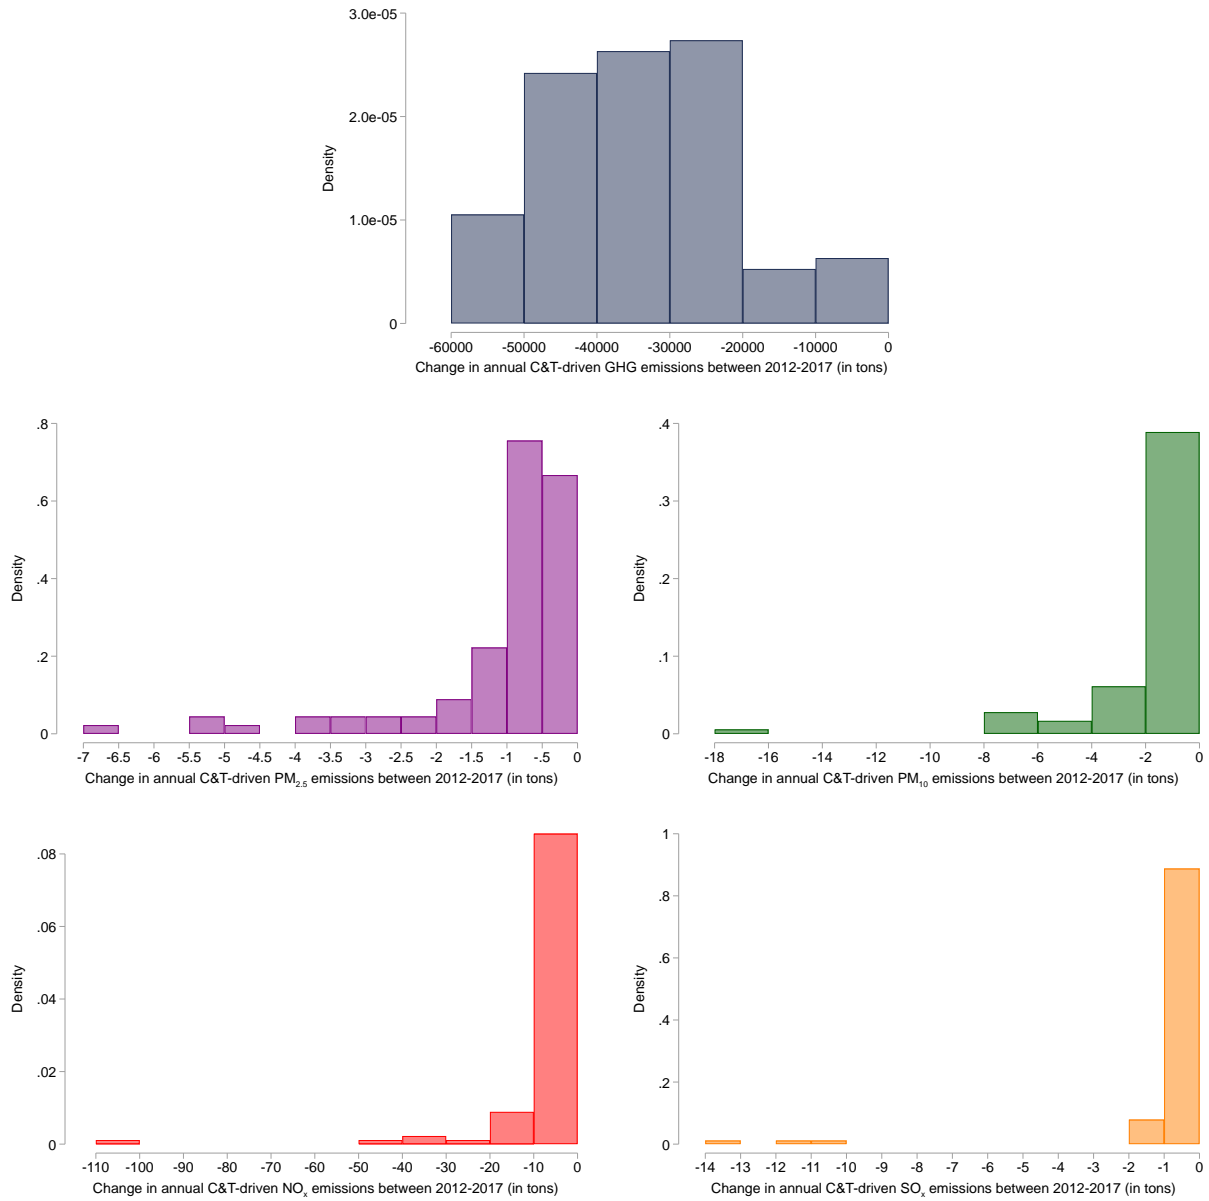 3.0e-05
2.0e-05
1.0e-05
0
Density
-60000 -50000 -40000 -30000 -20000 -10000 0
Change in annual C&T-driven GHG emissions between 2012-2017 (in tons)
.8
.6
.4
.2
0
Density
-7 -6.5 -6 -5.5 -5 -4.5 -4 -3.5 -3 -2.5 -2 -1.5 -1 -.5 0
Change in annual C&T-driven PM2.5 emissions between 2012-2017 (in tons)
.4
.3
.2
.1
0
Density
-18 -16 -14 -12 -10 -8 -6 -4 -2 0
Change in annual C&T-driven PM10 emissions between 2012-2017 (in tons)
.08
.06
.04
.02
0
Density
-110 -100 -90 -80 -70 -60 -50 -40 -30 -20 -10 0
Change in annual C&T-driven NOx emissions between 2012-2017 (in tons)
1
.8
.6
.4
.2
0
Density
-14 -13 -12 -11 -10 -9 -8 -7 -6 -5 -4 -3 -2 -1 0
Change in annual C&T-driven SOx emissions between 2012-2017 (in tons)